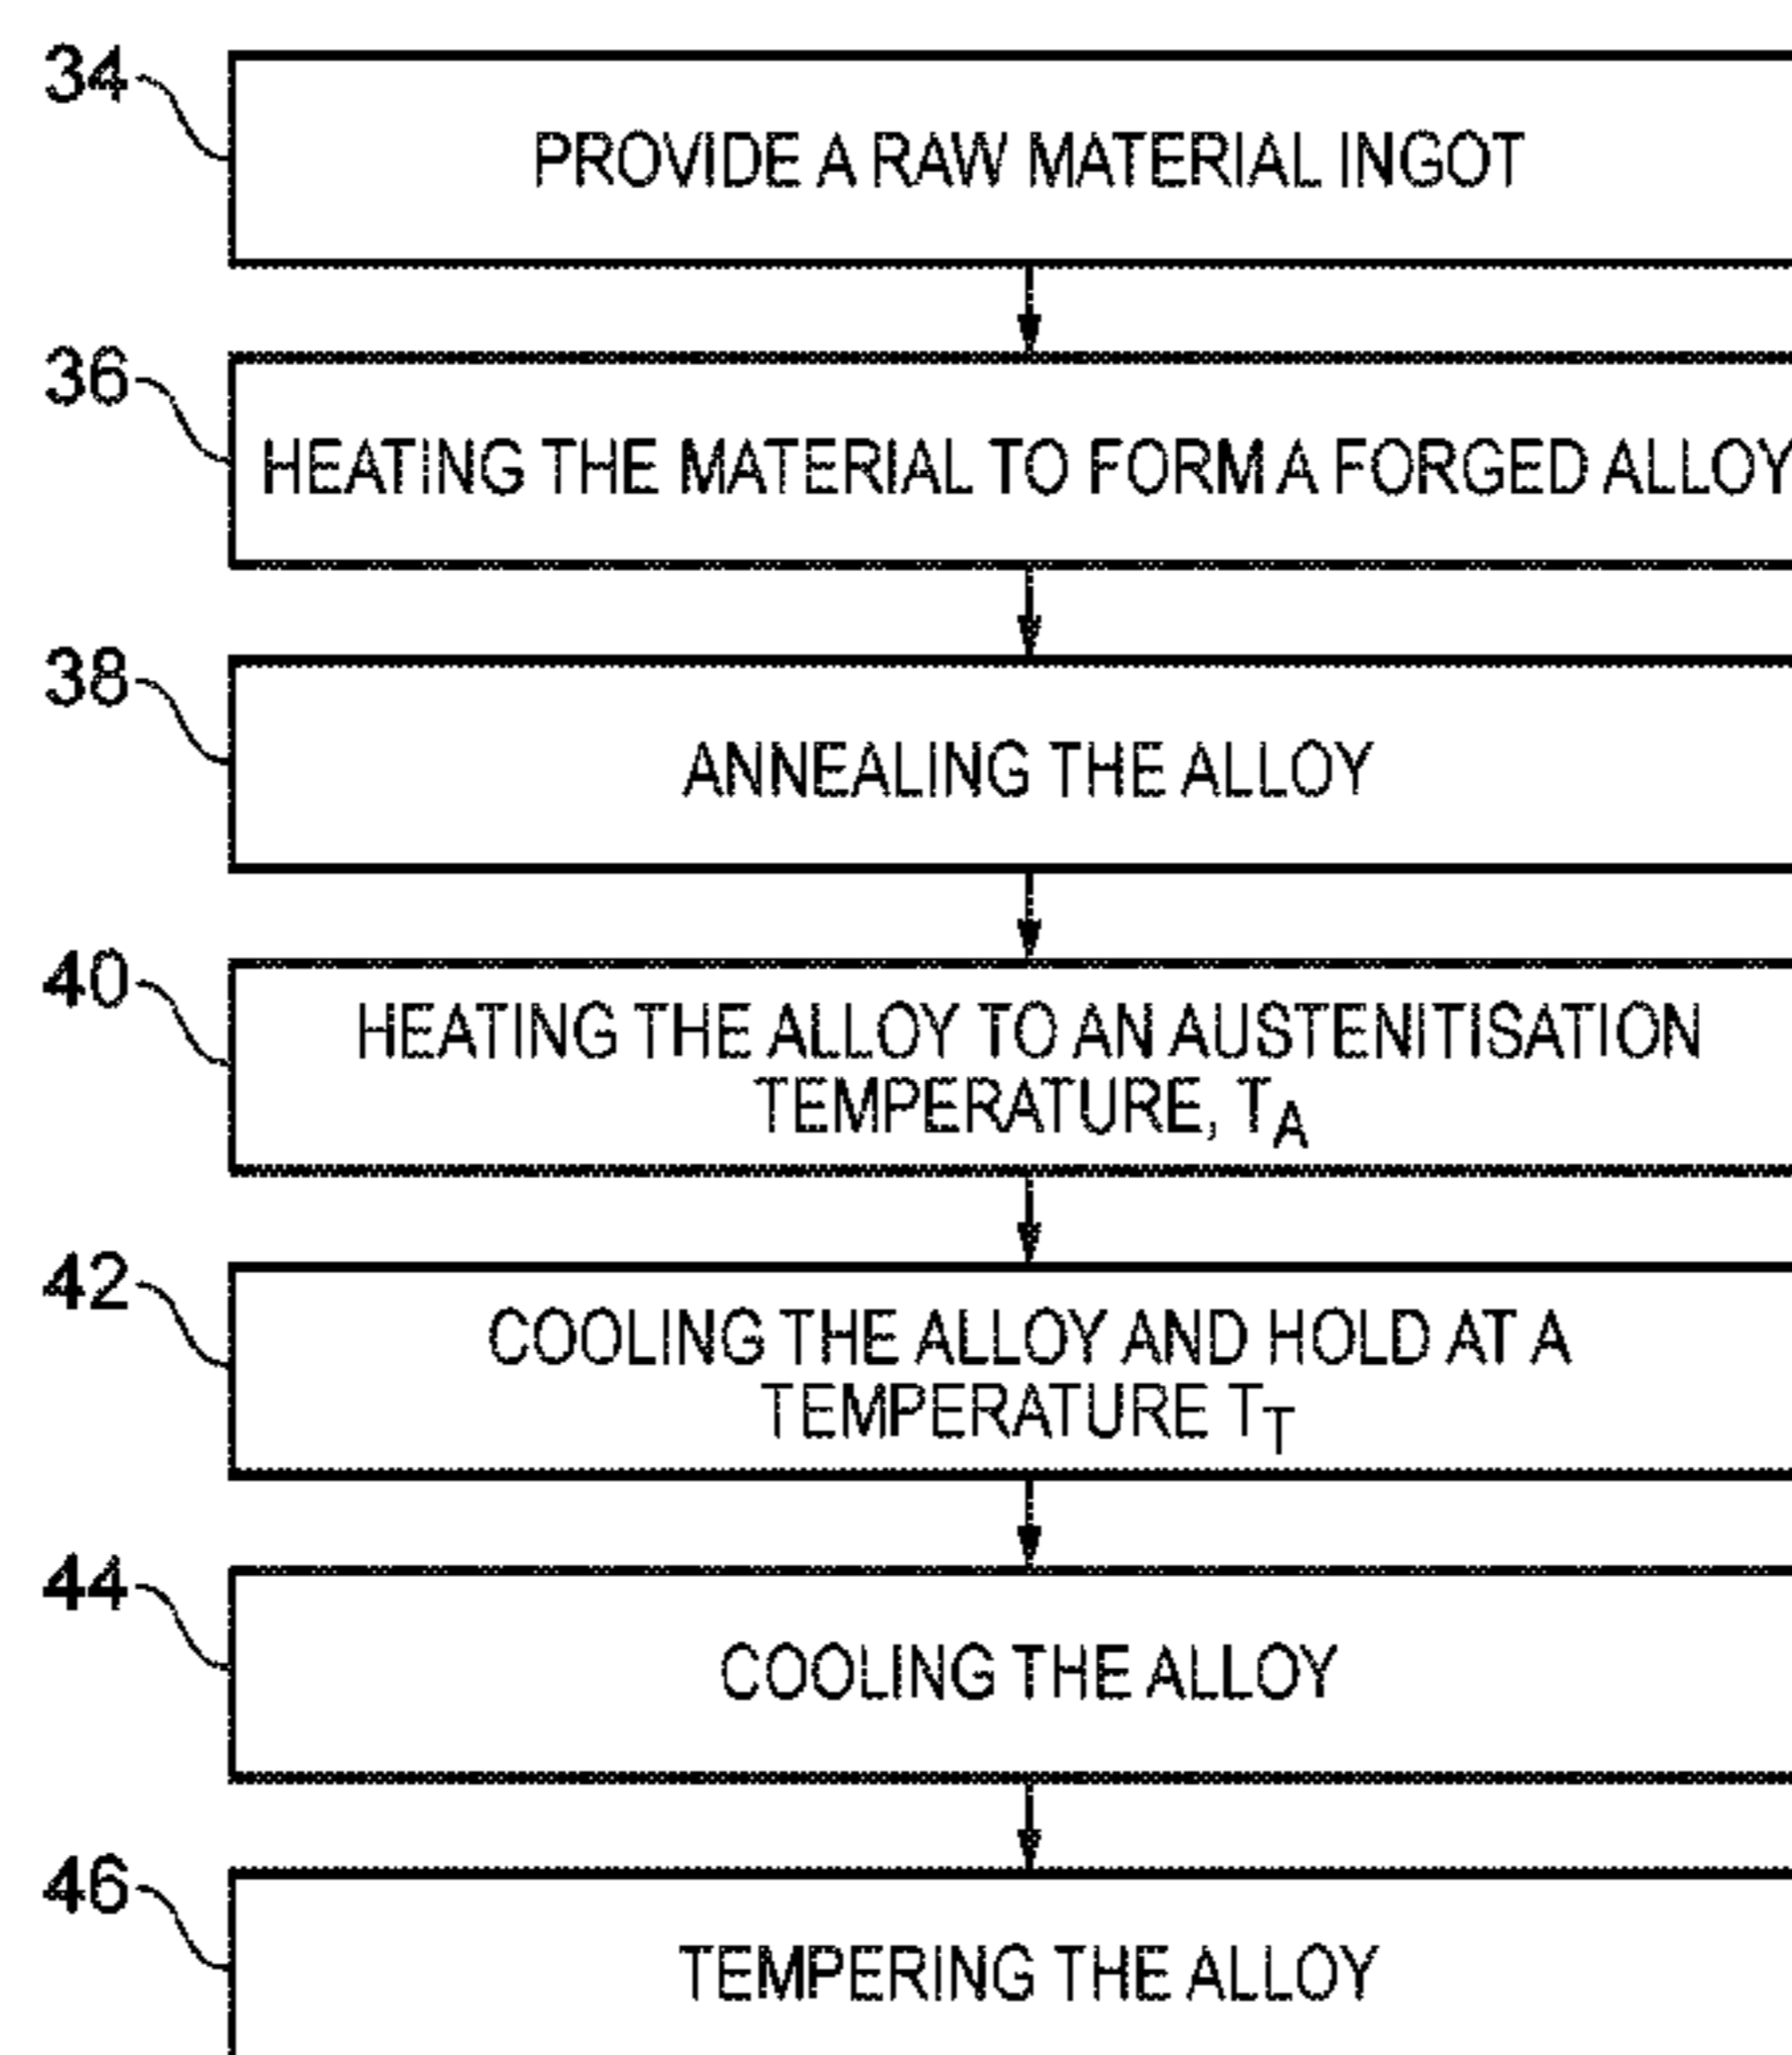 34
PROVIDE A RAW MATERIAL INGOT
36
HEATING THE MATERIAL TO FORM A FORGED ALLOY
38
ANNEALING THE ALLOY
40
HEATING THE ALLOY TO AN AUSTENITISATION
TEMPERATURE, TA
42
COOLING THE ALLOY AND HOLD AT A
TEMPERATURE TT
44
COOLING THE ALLOY
46
TEMPERING THE ALLOY